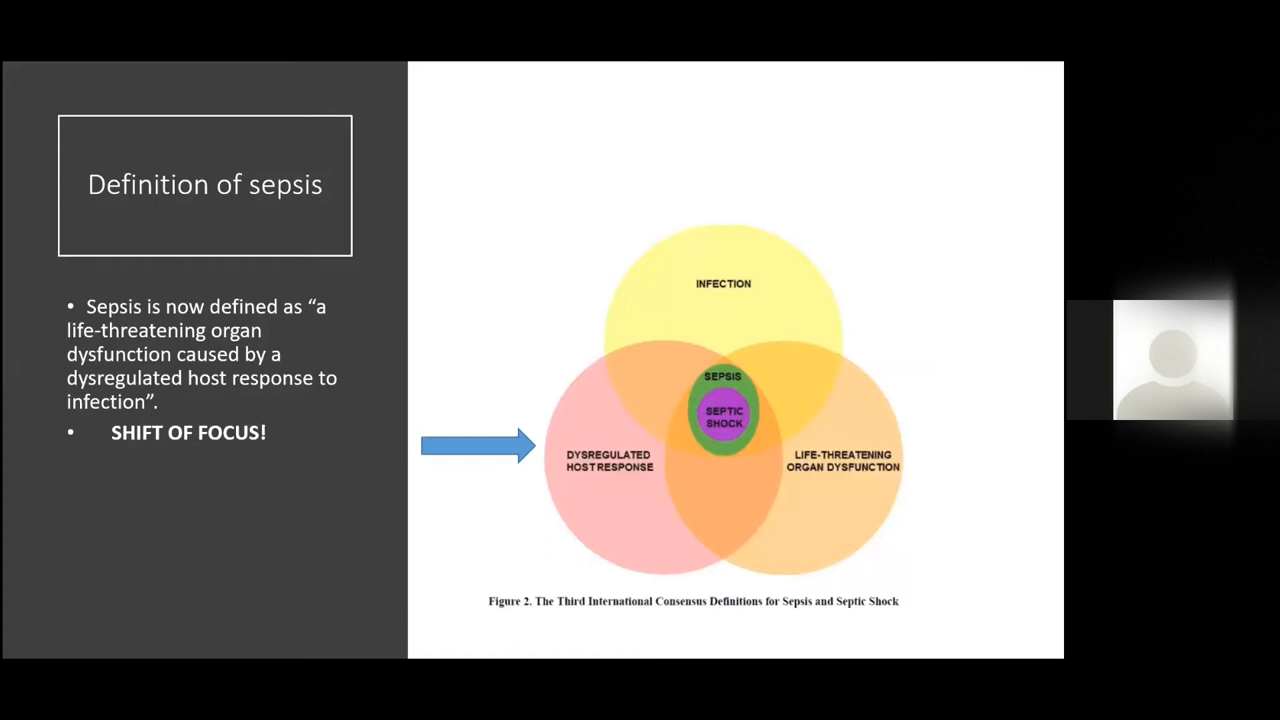 Definition of sepsis
• Sepsis is now defined as “a
life-threatening organ
dysfunction caused by a
dysregulated host response to
infection”.
• SHIFT OF FOCUS!
INFECTION
SEPSIS
SEPTIC
SHOCK
DYSREGULATED
HOST RESPONSE
LIFE-THREATENING
ORGAN DYSFUNCTION
Figure 2. The Third International Consensus Definitions for Sepsis and Septic Shock